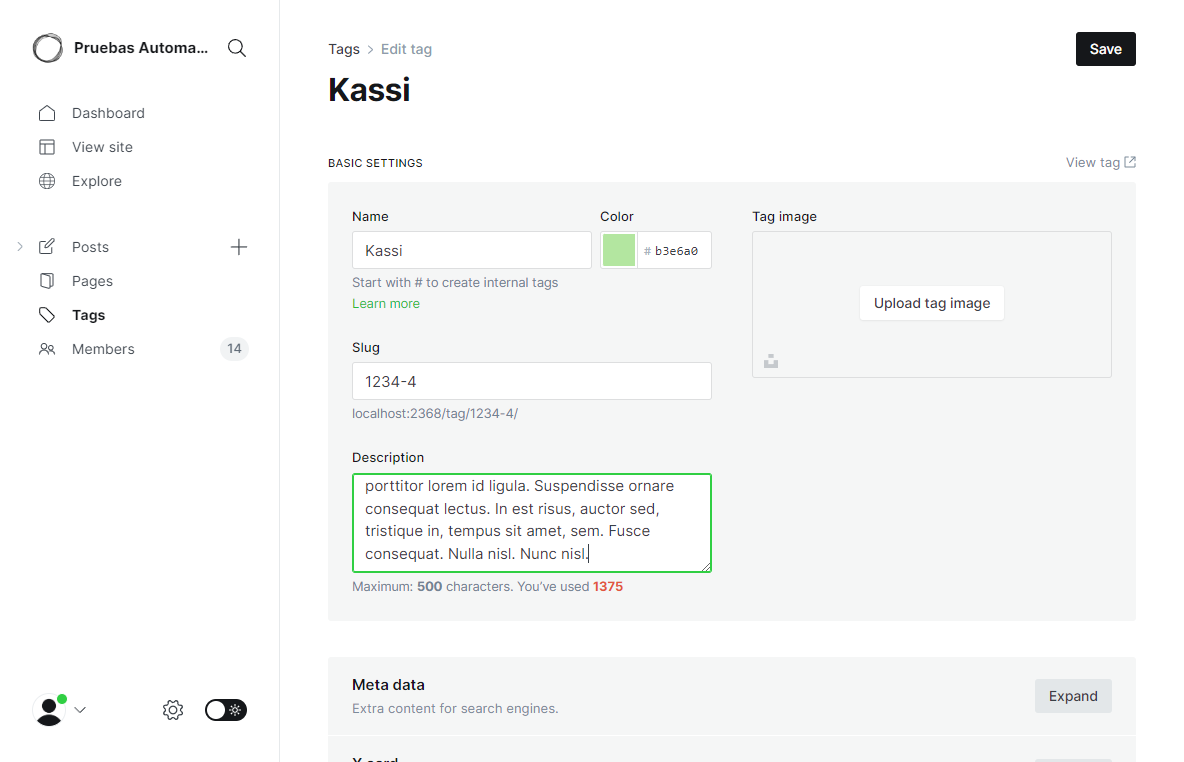 Pruebas Automa...
Dashboard
View site
Explore
Posts
Pages
Tags
Members 14
Tags > Edit tag
Save
Kassi
BASIC SETTINGS
View tag
Name
Kassi
Start with # to create internal tags
Learn more
Color
# b3e6a0
Tag image
Upload tag image
Slug
1234-4
localhost:2368/tag/1234-4/
Description
porttitor lorem id ligula. Suspendisse ornare
consequat lectus. In est risus, auctor sed,
tristique in, tempus sit amet, sem. Fusce
consequat. Nulla nisl. Nunc nisl.
Maximum: 500 characters. You’ve used 1375
Meta data
Extra content for search engines.
Expand
X card